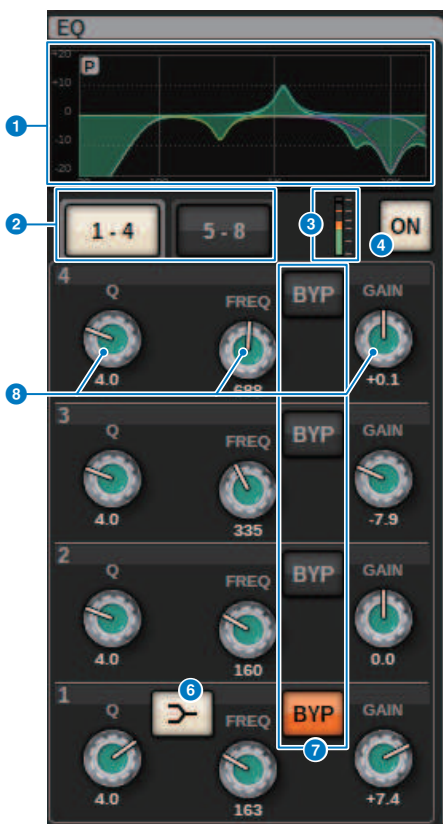 EQ
+20
P
+10
0
-10
-20
1
2
1 - 4
5 - 8
3
ON
4
4
Q
FREQ
BYP
GAIN
4.0
688
+0.1
8
3
Q
FREQ
BYP
GAIN
4.0
335
-7.9
2
Q
FREQ
BYP
GAIN
4.0
160
0.0
1
Q
6
FREQ
BYP
GAIN
7
4.0
163
+7.4